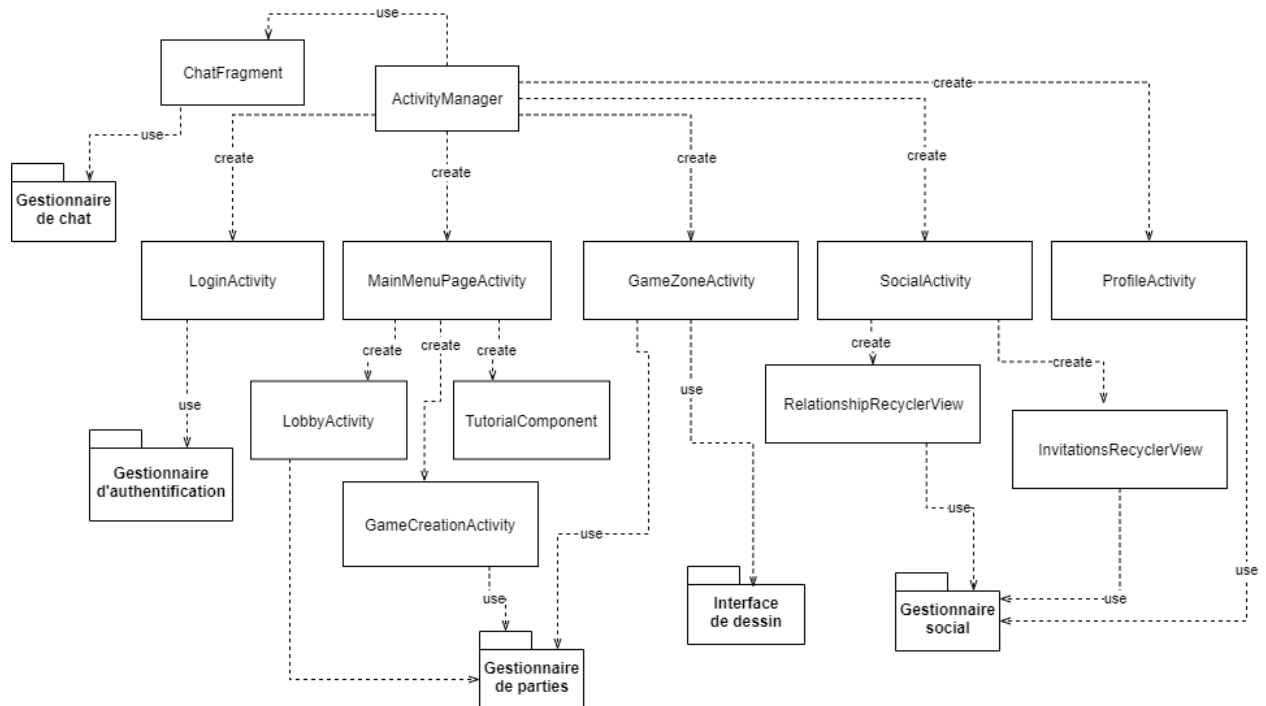 use
ChatFragment
ActivityManager
create
use
Gestionnaire
de chat
create
create
create
create
LoginActivity
MainMenuPageActivity
GameZoneActivity
SocialActivity
ProfileActivity
create
create
create
create
create
use
use
LobbyActivity
TutorialComponent
RelationshipRecyclerView
InvitationsRecyclerView
Gestionnaire
d'authentification
GameCreationActivity
use
use
use
use
use
Interface
de dessin
Gestionnaire
social
Gestionnaire
de parties